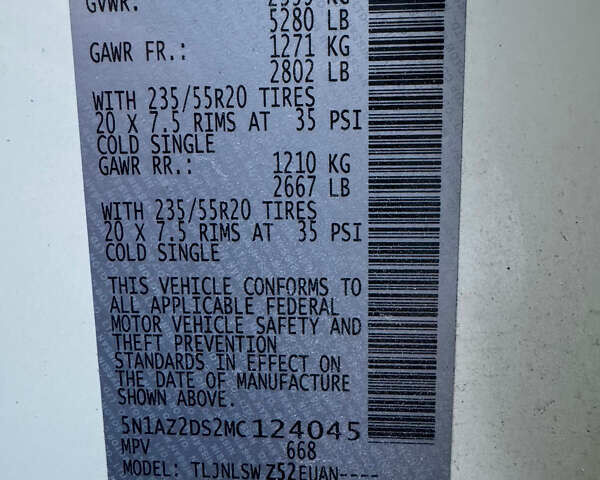 GVWR:
5280 LB
GAWR FR.: 1271 KG
2802 LB
WITH 235/55R20 TIRES
20 X 7.5 RIMS AT 35 PSI
COLD SINGLE
GAWR RR.: 1210 KG
2667 LB
WITH 235/55R20 TIRES
20 X 7.5 RIMS AT 35 PSI
COLD SINGLE
THIS VEHICLE CONFORMS TO
ALL APPLICABLE FEDERAL
MOTOR VEHICLE SAFETY AND
THEFT PREVENTION
STANDARDS IN EFFECT ON
THE DATE OF MANUFACTURE
SHOWN ABOVE.
5N1AZ2DS2MC124045
MPV 668
MODEL: TLJNLSWZ52EUAN----